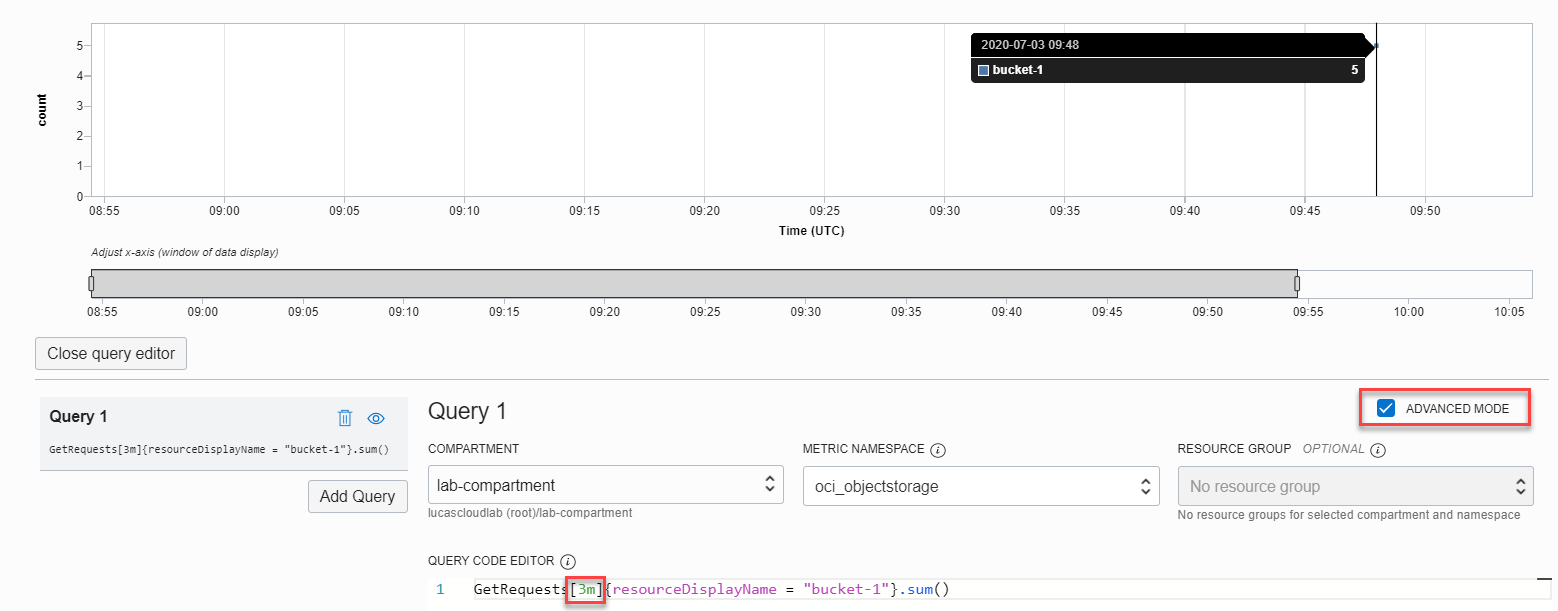 5
2020-07-03 09:48
bucket-1 5
4
3
2
1
0
count
08:55 09:00 09:05 09:10 09:15 09:20 09:25 09:30 09:35 09:40 09:45 09:50
Time (UTC)
Adjust x-axis (window of data display)
08:55 09:00 09:05 09:10 09:15 09:20 09:25 09:30 09:35 09:40 09:45 09:50 09:55 10:00 10:05
Close query editor
Query 1
GetRequests[3m]{resourceDisplayName = "bucket-1"}.sum()
Add Query
Query 1
ADVANCED MODE
COMPARTMENT
lab-compartment
lucascloudlab (root)/lab-compartment
METRIC NAMESPACE i
oci_objectstorage
RESOURCE GROUP OPTIONAL i
No resource group
No resource groups for selected compartment and namespace
QUERY CODE EDITOR i
1 GetRequests[3m]{resourceDisplayName = "bucket-1"}.sum()